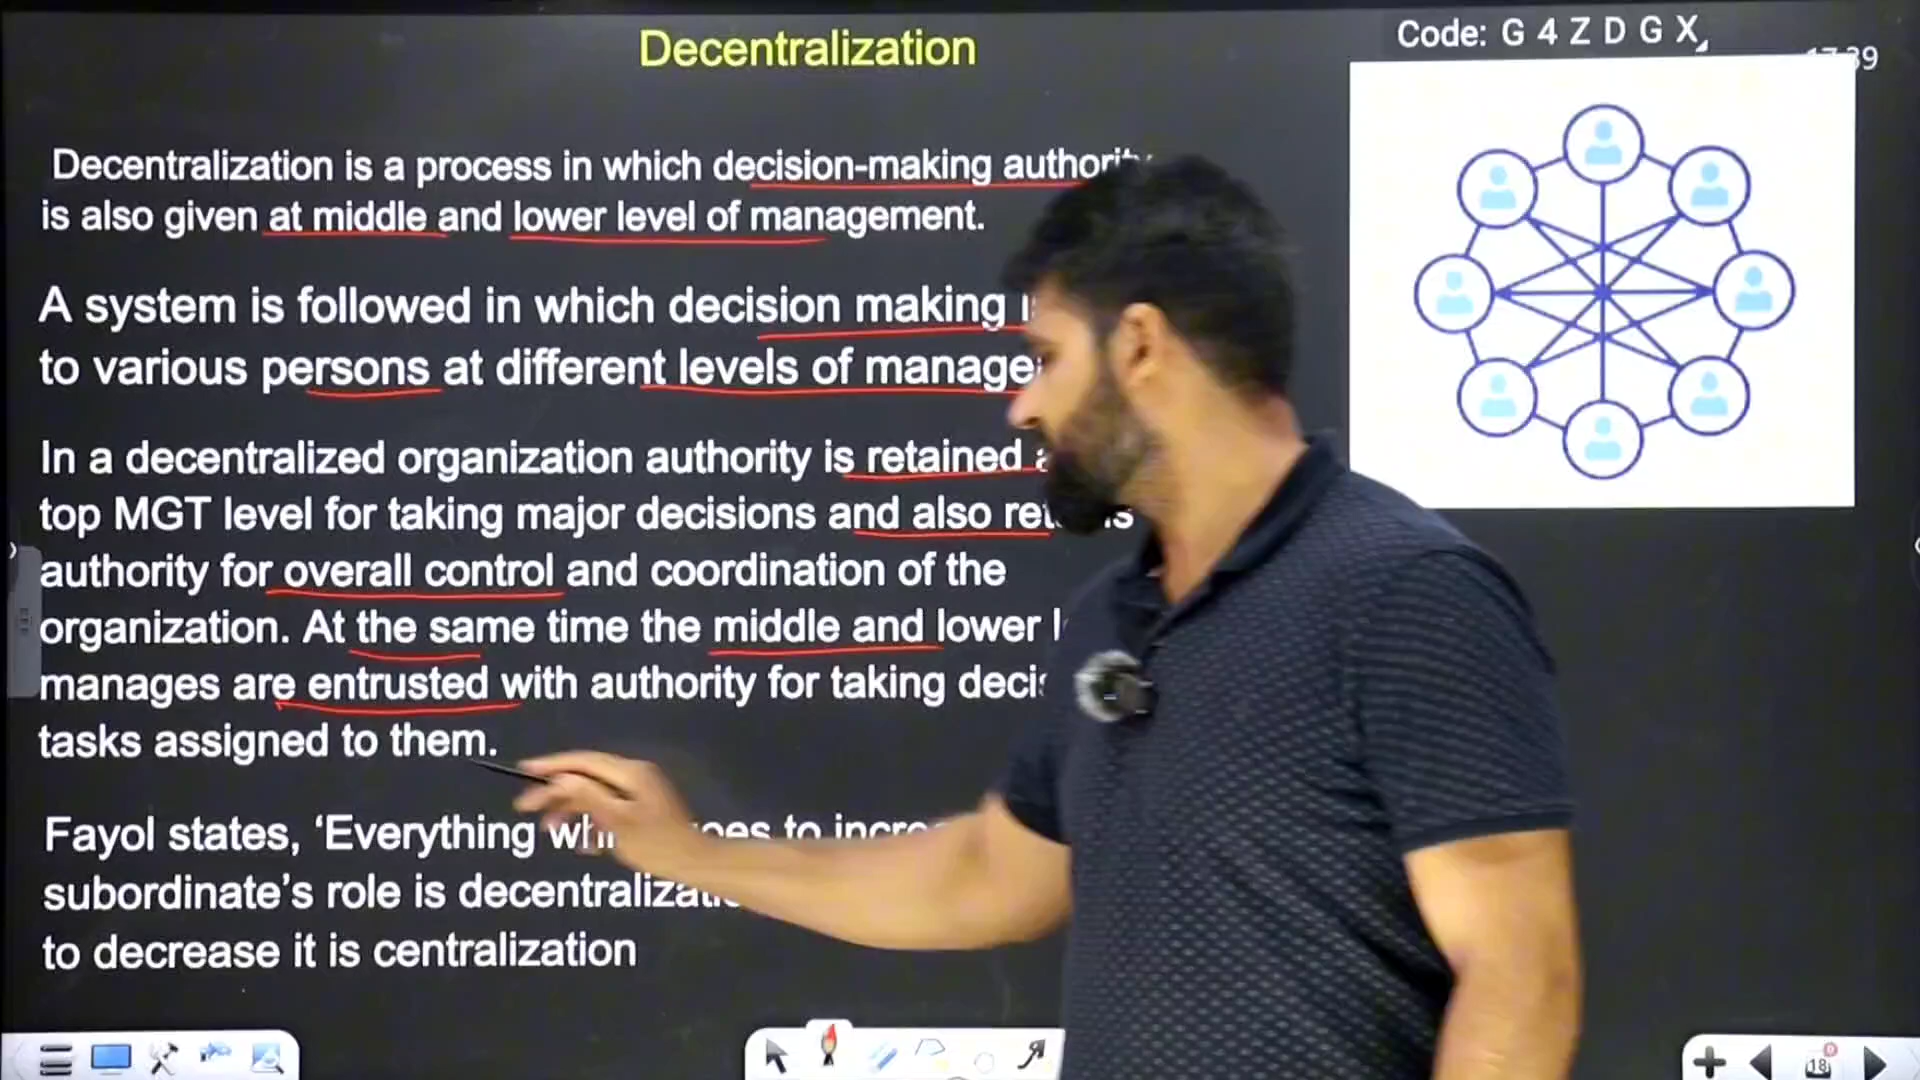 Decentralization
Code: G 4 Z D G X
Decentralization is a process in which decision-making authority
is also given at middle and lower level of management.
A system is followed in which decision making
to various persons at different levels of
In a decentralized organization authority is retained
top MGT level for taking major decisions and also
authority for overall control and coordination of the
organization. At the same time the middle and lower
manages are entrusted with authority for taking
tasks assigned to them.
Fayol states, ‘Everything goes to
subordinate’s role is
to decrease it is centralization
18